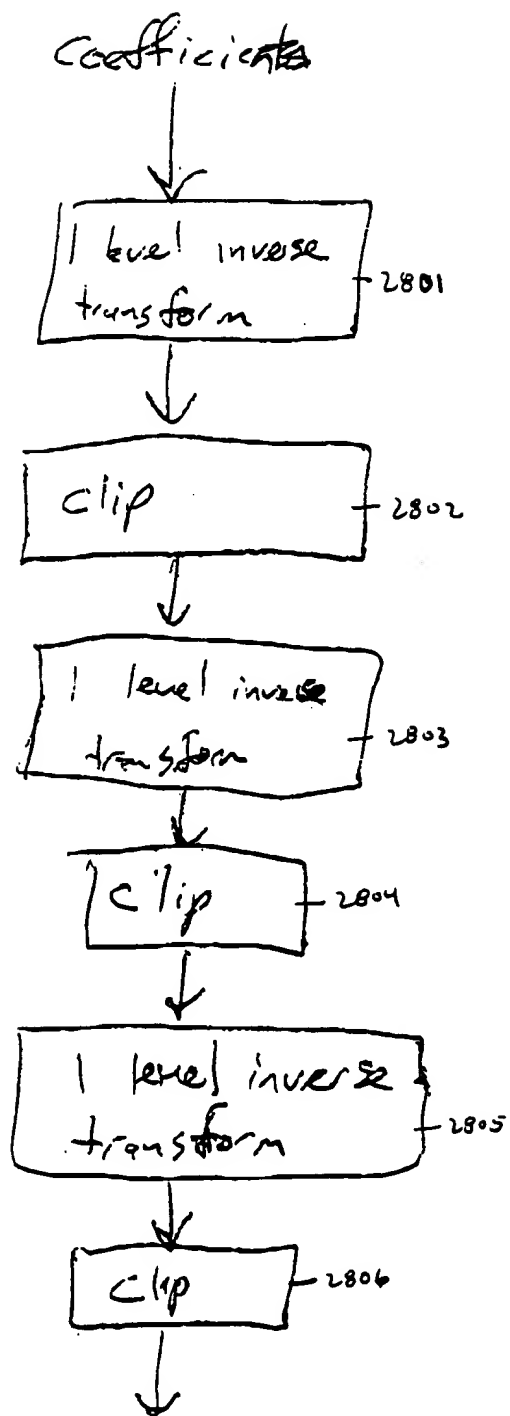 Coefficients
1 level inverse
transform
2801
clip
2802
1 level inverse
transform
2803
Clip
2804
1 level inverse
transform
2805
Clip
2806